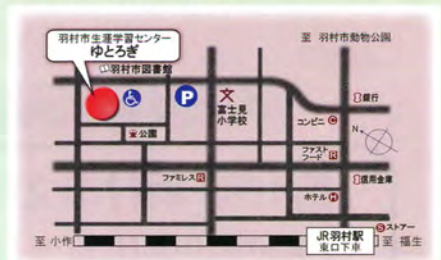 羽村市生涯学習センター
ゆとろぎ
羽村市図書館
至 羽村市動物公園
P
文
富士見
小学校
公園
コンビニ C
銀行
N
ファスト
フード R
ファミレス R
信用金庫
ホテル H
S ストアー
至 小作
JR羽村駅
東口下車
至 福生